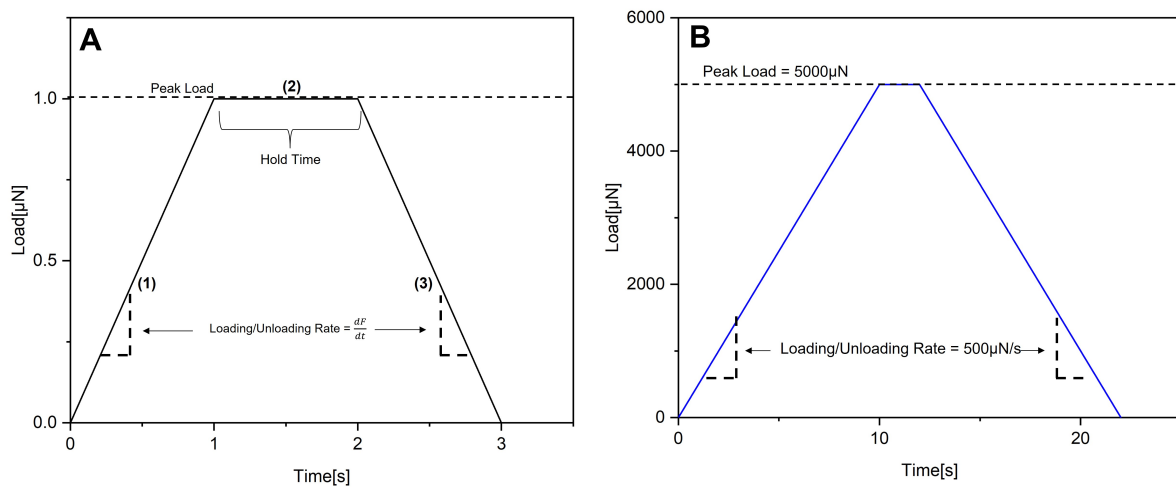 A
Peak Load
(2)
Hold Time
(1)
(3)
Loading/Unloading Rate = dF/dt
Load[µN]
1.0
0.5
0.0
0
1
2
3
Time[s]
B
Peak Load = 5000µN
Loading/Unloading Rate = 500µN/s
Load[µN]
6000
4000
2000
0
0
10
20
Time[s]